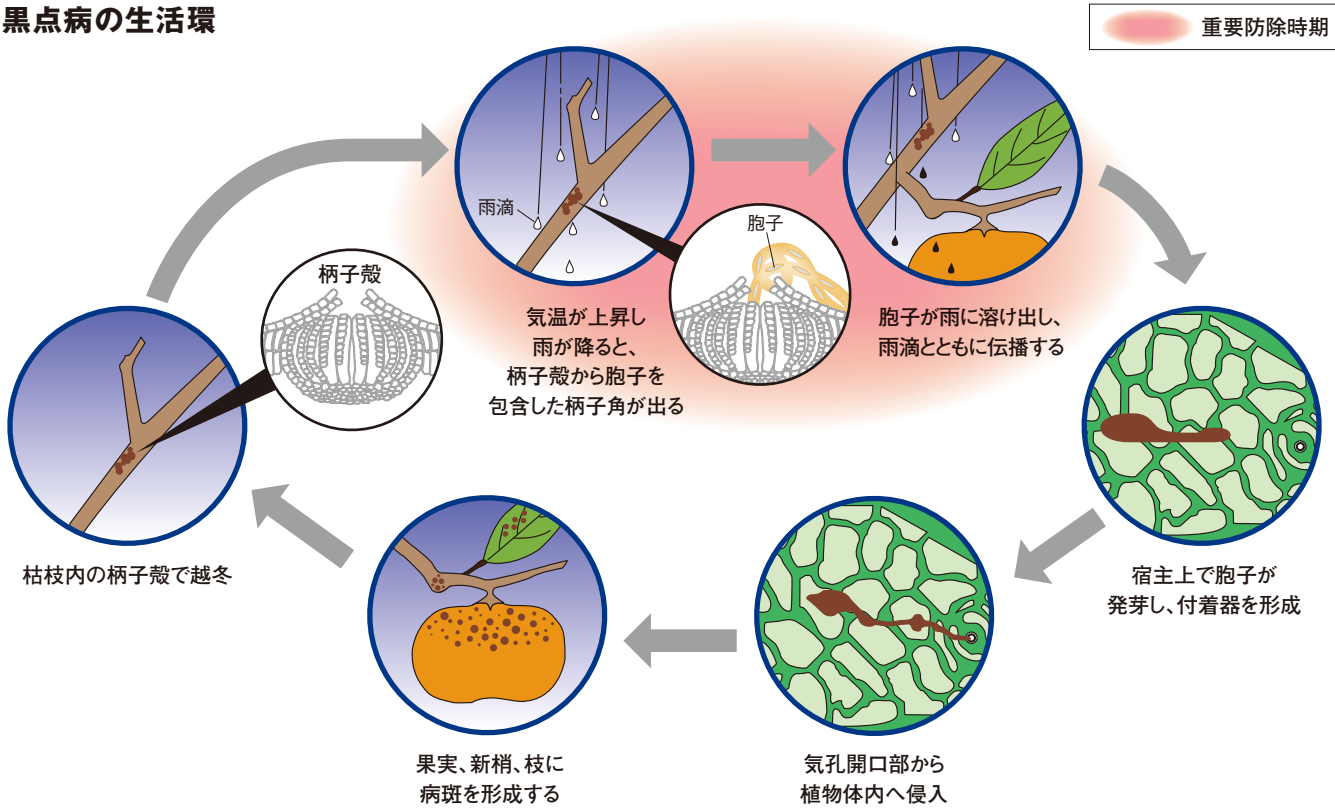 黒点病の生活環
重要防除時期
雨滴
胞子
柄子殻
気温が上昇し
雨が降ると、
柄子殻から胞子を
包含した柄子角が出る
胞子が雨に溶け出し、
雨滴とともに伝播する
宿主上で胞子が
発芽し、付着器を形成
気孔開口部から
植物体内へ侵入
果実、新梢、枝に
病斑を形成する
枯枝内の柄子殻で越冬